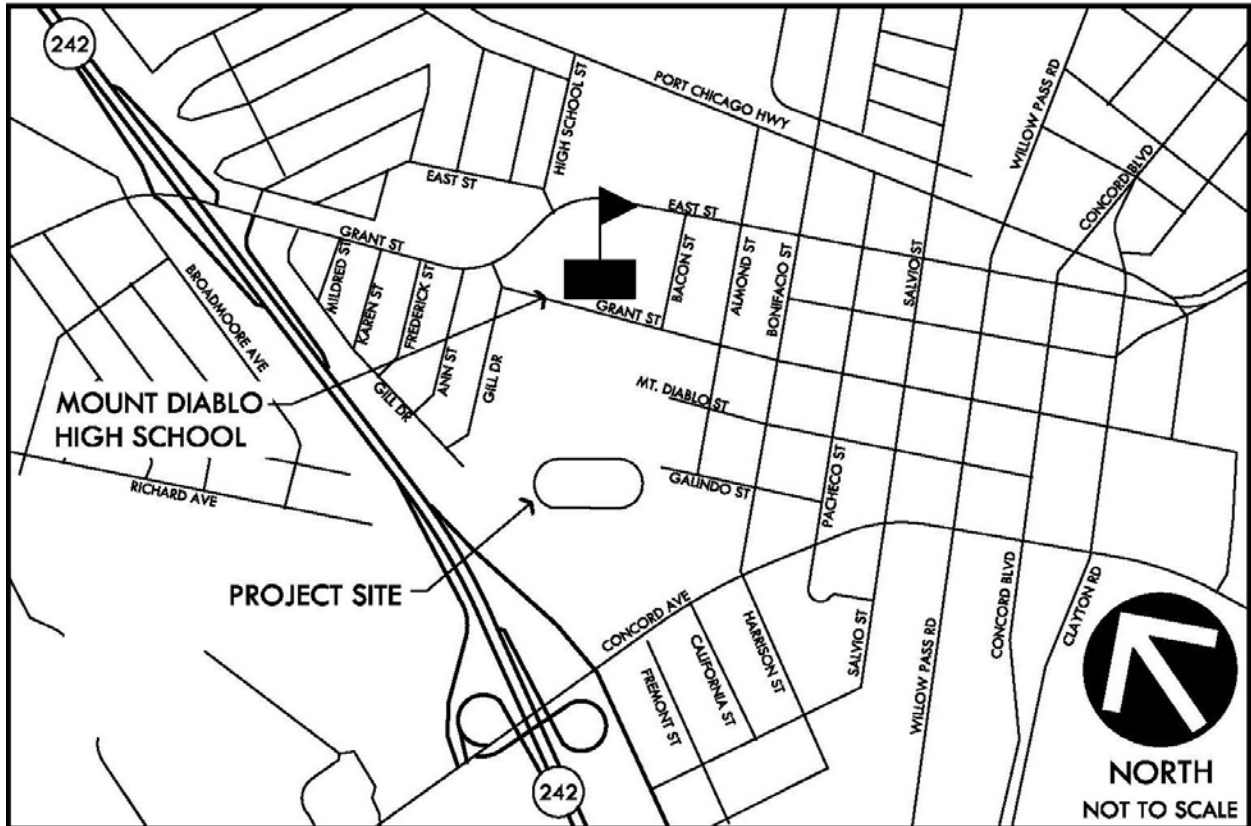 242
PORT CHICAGO HWY
HIGH SCHOOL ST
WILLOW PASS RD
CONCORD BLVD
EAST ST
EAST ST
GRANT ST
MILDRED ST
KAREN ST
FREDERICK ST
ANN ST
GILL DR
GILL DR
BROADMOORE AVE
BACON ST
ALMOND ST
BONIFACIO ST
SALVIO ST
GRANT ST
MT. DIABLO ST
MOUNT DIABLO
HIGH SCHOOL
GALINDO ST
PACHECO ST
RICHARD AVE
PROJECT SITE
CONCORD AVE
HARRISON ST
CALIFORNIA ST
FREMONT ST
SALVIO ST
WILLOW PASS RD
CONCORD BLVD
CLAYTON RD
242
NORTH
NOT TO SCALE